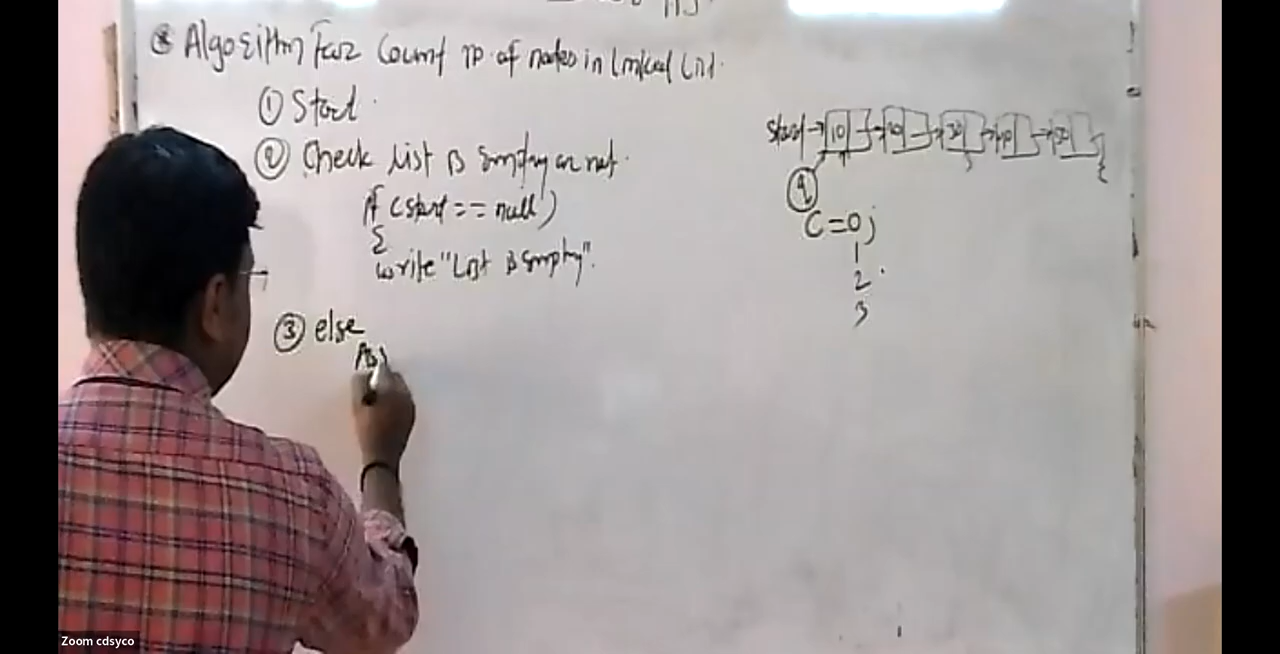 Algorithm For Count no. of nodes in linked list.
① Start.
② Check list is empty or not.
if (start == null)
{
write "List is empty".
③ else
As
start → 10 → 20 → 30 → 40 → 50
q
C=0;
1
2
3
Zoom cdsyco